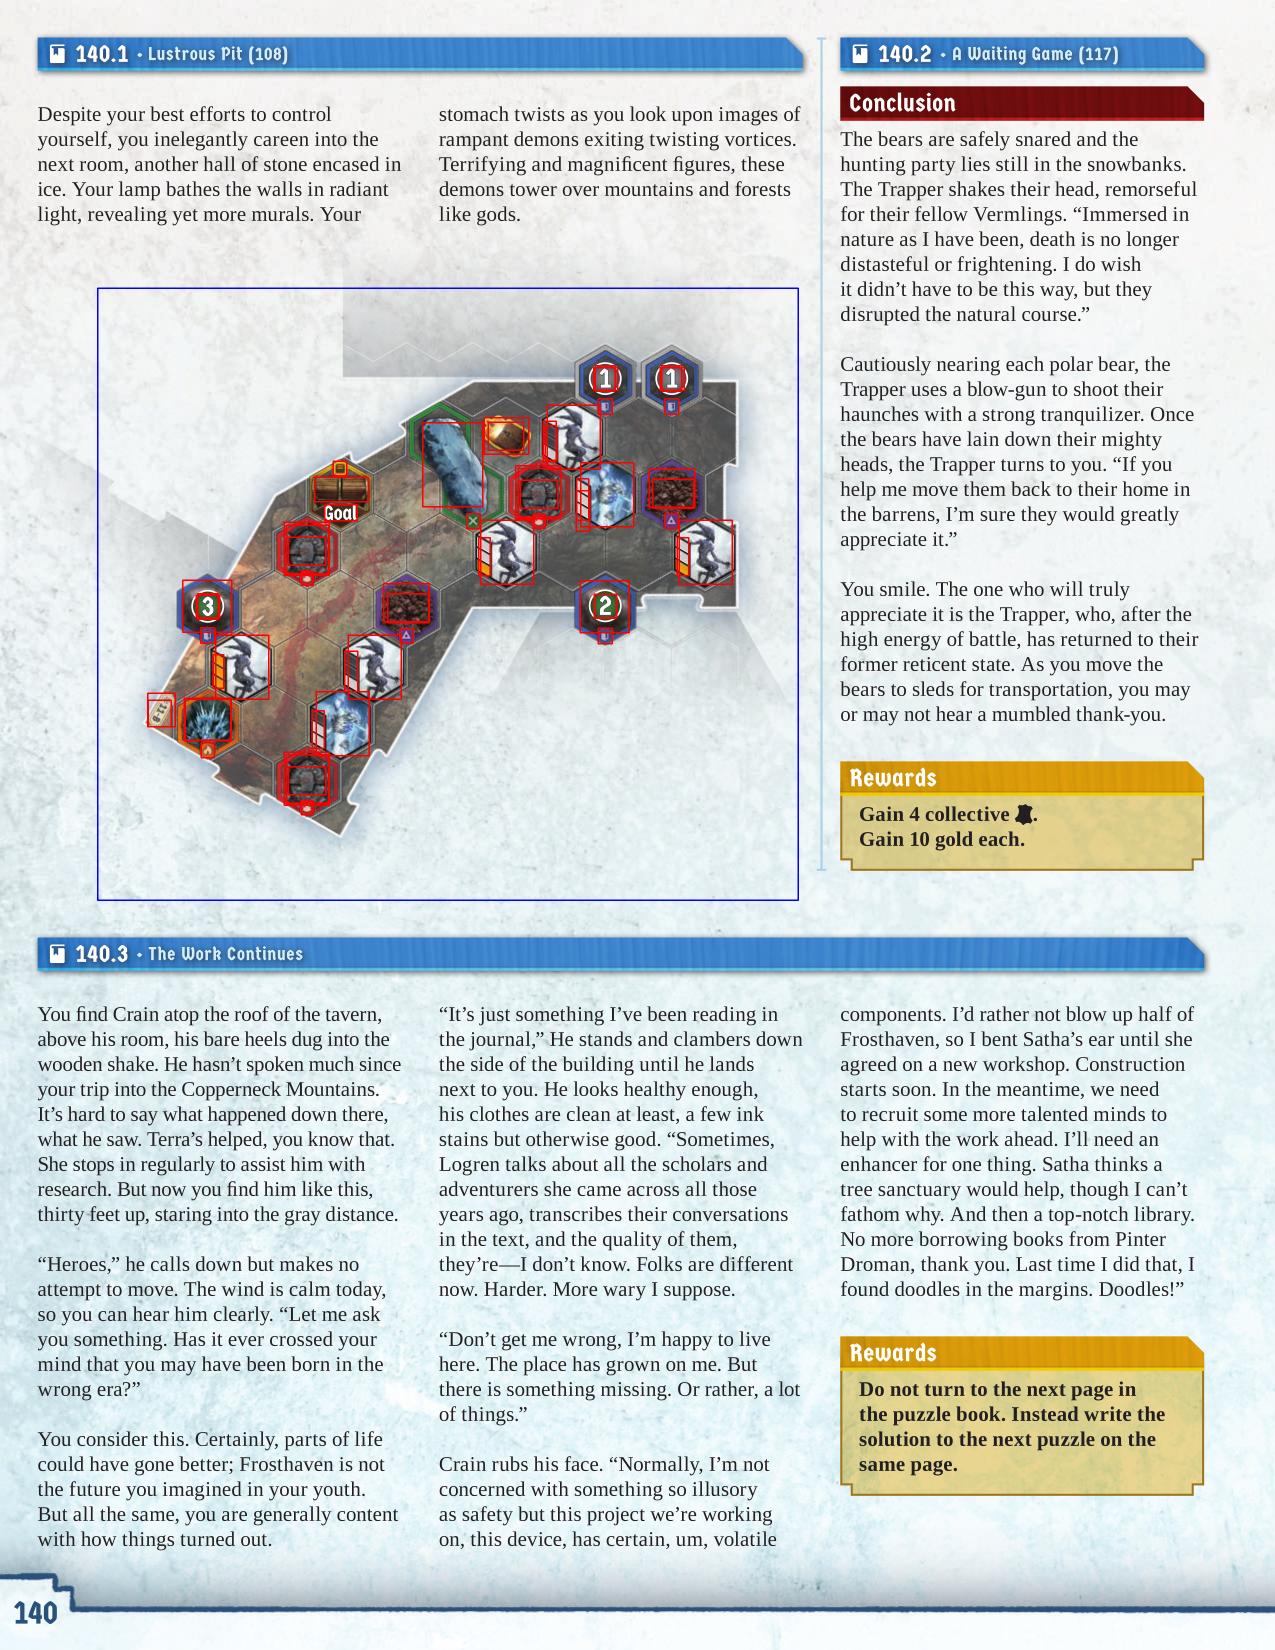 140.1 • Lustrous Pit (108)
Despite your best efforts to control
yourself, you inelegantly careen into the
next room, another hall of stone encased in
ice. Your lamp bathes the walls in radiant
light, revealing yet more murals. Your
stomach twists as you look upon images of
rampant demons exiting twisting vortices.
Terrifying and magnificent figures, these
demons tower over mountains and forests
like gods.
1
1
Goal
3
2
11-B
140.2 • A Waiting Game (117)
Conclusion
The bears are safely snared and the
hunting party lies still in the snowbanks.
The Trapper shakes their head, remorseful
for their fellow Vermlings. “Immersed in
nature as I have been, death is no longer
distasteful or frightening. I do wish
it didn’t have to be this way, but they
disrupted the natural course.”
Cautiously nearing each polar bear, the
Trapper uses a blow-gun to shoot their
haunches with a strong tranquilizer. Once
the bears have lain down their mighty
heads, the Trapper turns to you. “If you
help me move them back to their home in
the barrens, I’m sure they would greatly
appreciate it.”
You smile. The one who will truly
appreciate it is the Trapper, who, after the
high energy of battle, has returned to their
former reticent state. As you move the
bears to sleds for transportation, you may
or may not hear a mumbled thank-you.
Rewards
Gain 4 collective .
Gain 10 gold each.
140.3 • The Work Continues
You find Crain atop the roof of the tavern,
above his room, his bare heels dug into the
wooden shake. He hasn’t spoken much since
your trip into the Copperneck Mountains.
It’s hard to say what happened down there,
what he saw. Terra’s helped, you know that.
She stops in regularly to assist him with
research. But now you find him like this,
thirty feet up, staring into the gray distance.
“Heroes,” he calls down but makes no
attempt to move. The wind is calm today,
so you can hear him clearly. “Let me ask
you something. Has it ever crossed your
mind that you may have been born in the
wrong era?”
You consider this. Certainly, parts of life
could have gone better; Frosthaven is not
the future you imagined in your youth.
But all the same, you are generally content
with how things turned out.
“It’s just something I’ve been reading in
the journal,” He stands and clambers down
the side of the building until he lands
next to you. He looks healthy enough,
his clothes are clean at least, a few ink
stains but otherwise good. “Sometimes,
Logren talks about all the scholars and
adventurers she came across all those
years ago, transcribes their conversations
in the text, and the quality of them,
they’re—I don’t know. Folks are different
now. Harder. More wary I suppose.
“Don’t get me wrong, I’m happy to live
here. The place has grown on me. But
there is something missing. Or rather, a lot
of things.”
Crain rubs his face. “Normally, I’m not
concerned with something so illusory
as safety but this project we’re working
on, this device, has certain, um, volatile
components. I’d rather not blow up half of
Frosthaven, so I bent Satha’s ear until she
agreed on a new workshop. Construction
starts soon. In the meantime, we need
to recruit some more talented minds to
help with the work ahead. I’ll need an
enhancer for one thing. Satha thinks a
tree sanctuary would help, though I can’t
fathom why. And then a top-notch library.
No more borrowing books from Pinter
Droman, thank you. Last time I did that, I
found doodles in the margins. Doodles!”
Rewards
Do not turn to the next page in
the puzzle book. Instead write the
solution to the next puzzle on the
same page.
140